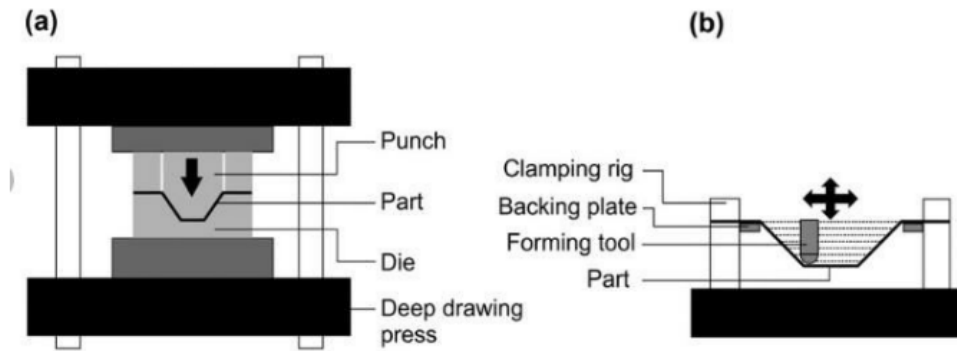 (a)
Punch
Part
Die
Deep drawing
press
(b)
Clamping rig
Backing plate
Forming tool
Part